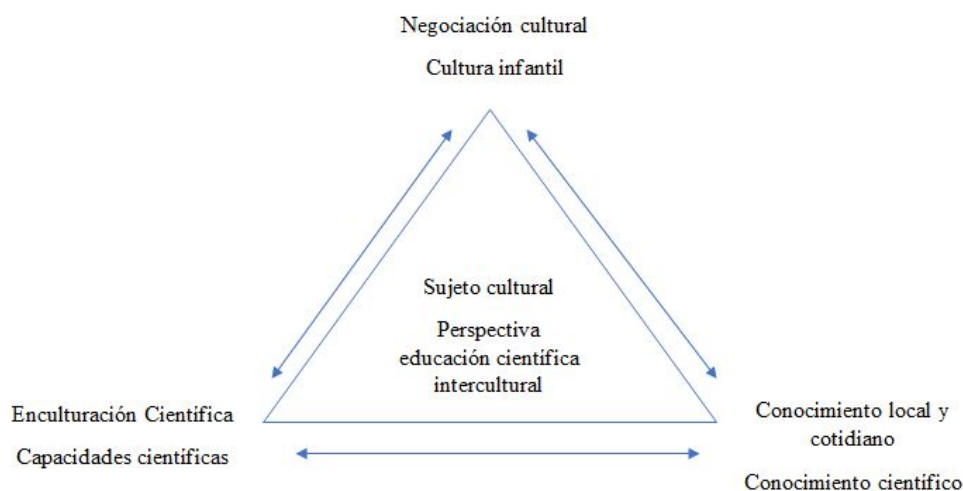 Negociación cultural
Cultura infantil
Sujeto cultural
Perspectiva
educación científica
intercultural
Enculturación Científica
Capacidades científicas
Conocimiento local y
cotidiano
Conocimiento científico